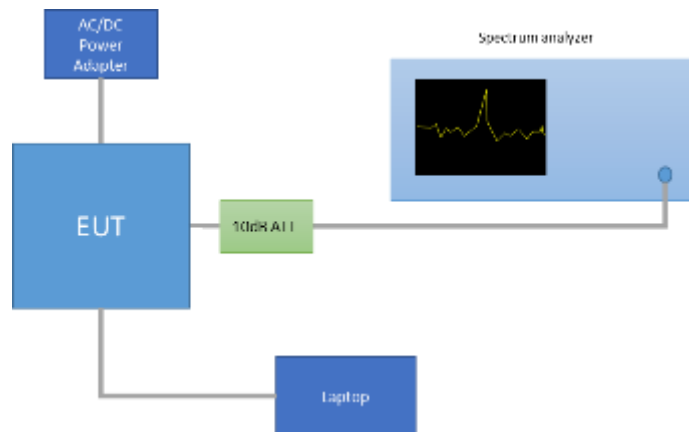 AC/DC
Power
Adapter
Spectrum analyzer
EUT
10dB ATT
Laptop